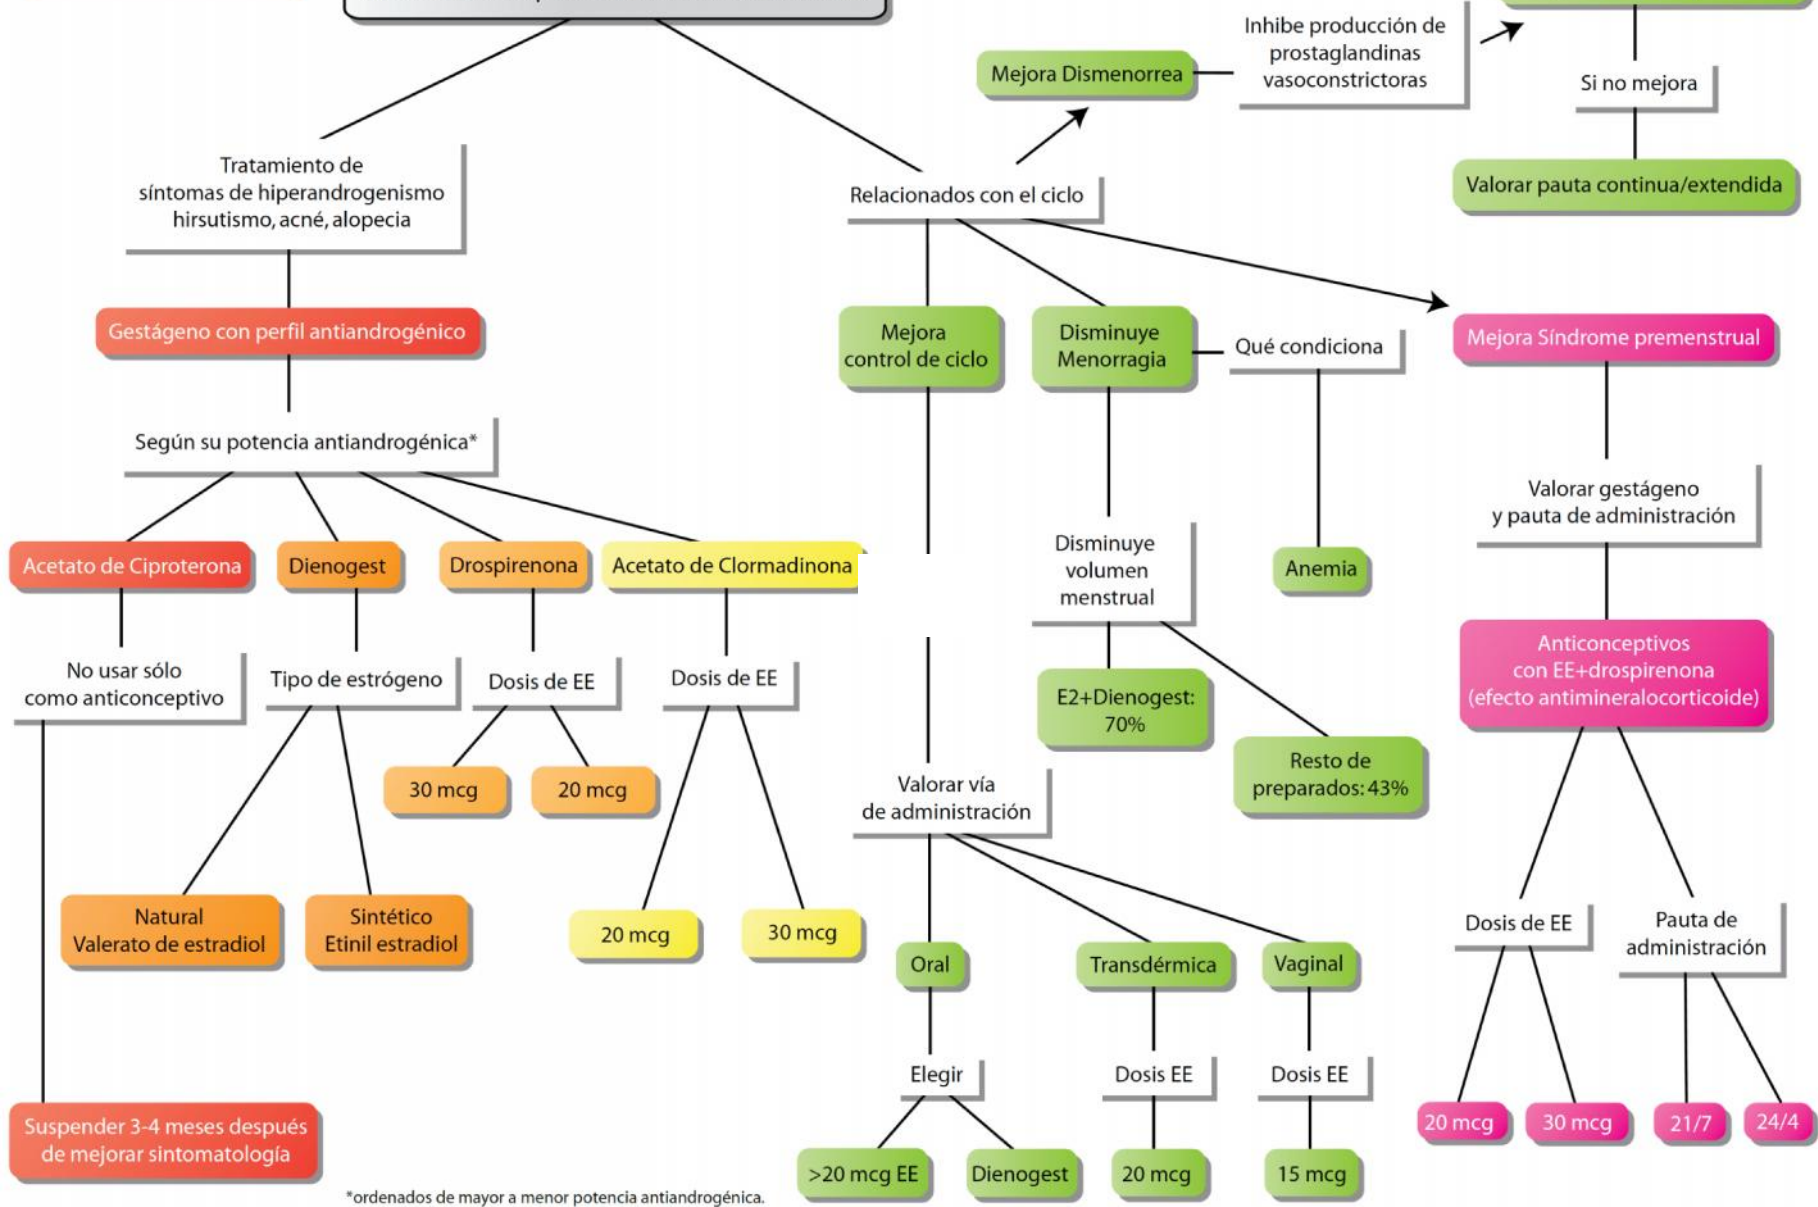 Inhibe producción de
prostaglandinas
vasoconstrictoras
Mejora Dismenorrea
Si no mejora
Valorar pauta continua/extendida
Tratamiento de
síntomas de hiperandrogenismo
hirsutismo, acné, alopecia
Relacionados con el ciclo
Gestágeno con perfil antiandrogénico
Mejora
control de ciclo
Disminuye
Menorragia
Qué condiciona
Mejora Síndrome premenstrual
Según su potencia antiandrogénica*
Valorar gestágeno
y pauta de administración
Acetato de Ciproterona
Dienogest
Drospirenona
Acetato de Clormadinona
Disminuye
volumen
menstrual
Anemia
No usar sólo
como anticonceptivo
Tipo de estrógeno
Dosis de EE
Dosis de EE
E2+Dienogest:
70%
Anticonceptivos
con EE+drospirenona
(efecto antimineralocorticoide)
30 mcg
20 mcg
Valorar vía
de administración
Resto de
preparados: 43%
Natural
Valerato de estradiol
Sintético
Etinil estradiol
20 mcg
30 mcg
Oral
Transdérmica
Vaginal
Dosis de EE
Pauta de
administración
Elegir
Dosis EE
Dosis EE
Suspender 3-4 meses después
de mejorar sintomatología
20 mcg
30 mcg
21/7
24/4
>20 mcg EE
Dienogest
20 mcg
15 mcg
*ordenados de mayor a menor potencia antiandrogénica.